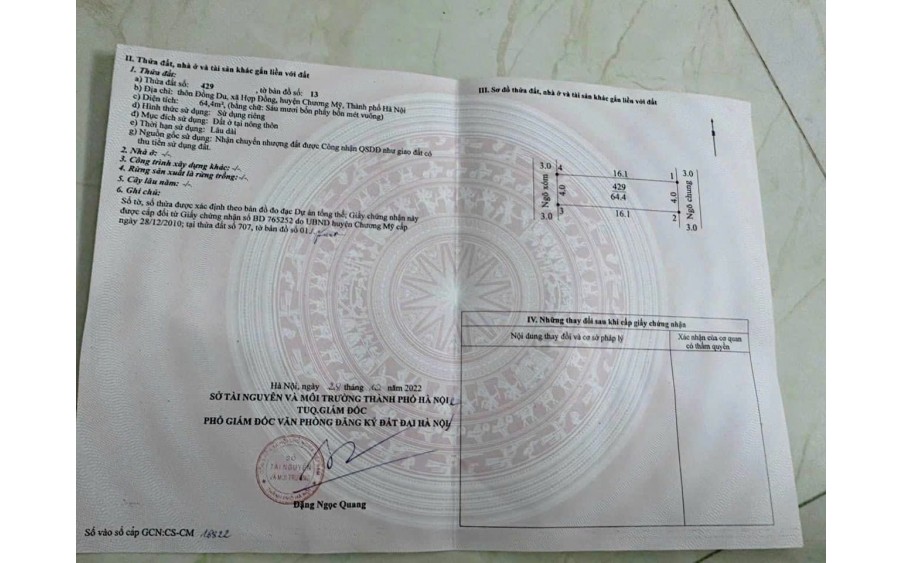 II. Thửa đất, nhà ở và tài sản khác gắn liền với đất
1. Thửa đất:
a) Thửa đất số: 429 , tờ bản đồ số: 13
b) Địa chỉ: thôn Đồng Du, xã Hợp Đồng, huyện Chương Mỹ, Thành phố Hà Nội
c) Diện tích: 64,4m², (bằng chữ: Sáu mươi bốn phẩy bốn mét vuông)
d) Hình thức sử dụng: Sử dụng riêng
đ) Mục đích sử dụng: Đất ở tại nông thôn
e) Thời hạn sử dụng: Lâu dài
g) Nguồn gốc sử dụng: Nhận chuyển nhượng đất được Công nhận QSDĐ như giao đất có
thu tiền sử dụng đất.
2. Nhà ở: -/-
3. Công trình xây dựng khác: -/-
4. Rừng sản xuất là rừng trồng: -/-
5. Cây lâu năm: -/-
6. Ghi chú:
Số tờ, số thửa được xác định theo bản đồ đo đạc Dự án tổng thể; Giấy chứng nhận này
được cấp đổi từ Giấy chứng nhận số BD 765252 do UBND huyện Chương Mỹ cấp
ngày 28/12/2010; tại thửa đất số 707, tờ bản đồ số 01./.
Hà Nội, ngày 28 tháng 12 năm 2022
SỞ TÀI NGUYÊN VÀ MÔI TRƯỜNG THÀNH PHỐ HÀ NỘI
TUQ.GIÁM ĐỐC
PHÓ GIÁM ĐỐC VĂN PHÒNG ĐĂNG KÝ ĐẤT ĐAI HÀ NỘI
SỞ
TÀI NGUYÊN
VÀ MÔI TRƯỜNG
THÀNH PHỐ HÀ NỘI
Đặng Ngọc Quang
Số vào sổ cấp GCN:CS-CM 16822
III. Sơ đồ thửa đất, nhà ở và tài sản khác gắn liền với đất
3.0 4 16.1 1 3.0
Ngõ xóm 4.0 429 4.0 Ngõ chung
64.4
3.0 3 16.1 2 3.0
IV. Những thay đổi sau khi cấp giấy chứng nhận
Nội dung thay đổi và cơ sở pháp lý
Xác nhận của cơ quan
có thẩm quyền